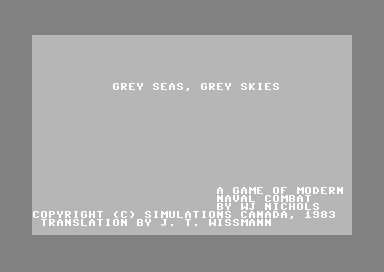 GREY SEAS, GREY SKIES
A GAME OF MODERN
NAVAL COMBAT
BY WJ NICHOLS
COPYRIGHT (C) SIMULATIONS CANADA, 1983
TRANSLATION BY J. T. WISSMANN